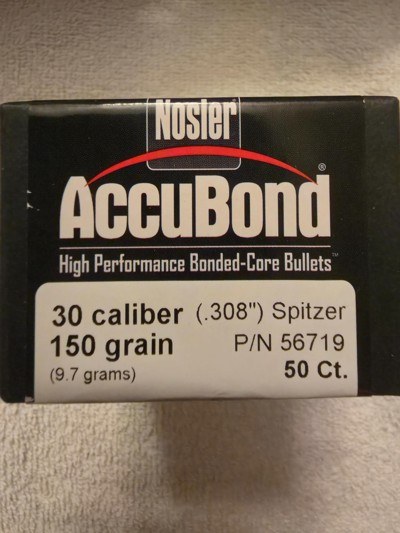 Nosler
®
AccuBond
High Performance Bonded-Core Bullets™
30 caliber (.308") Spitzer
150 grain P/N 56719
(9.7 grams) 50 Ct.